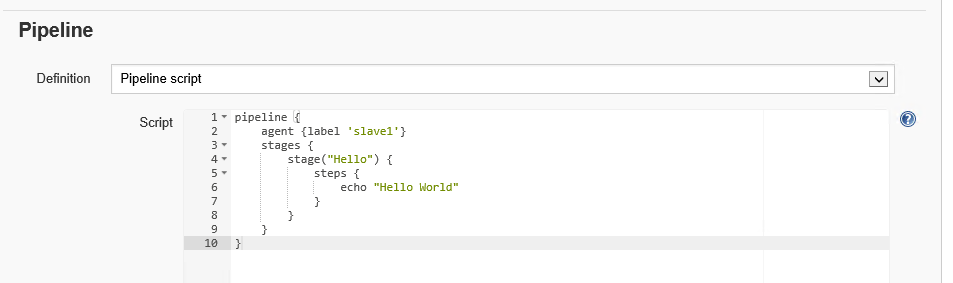 Pipeline
Definition Pipeline script
Script
1 pipeline {
2     agent {label 'slave1'}
3     stages {
4         stage("Hello") {
5             steps {
6                 echo "Hello World"
7             }
8         }
9     }
10 }
?